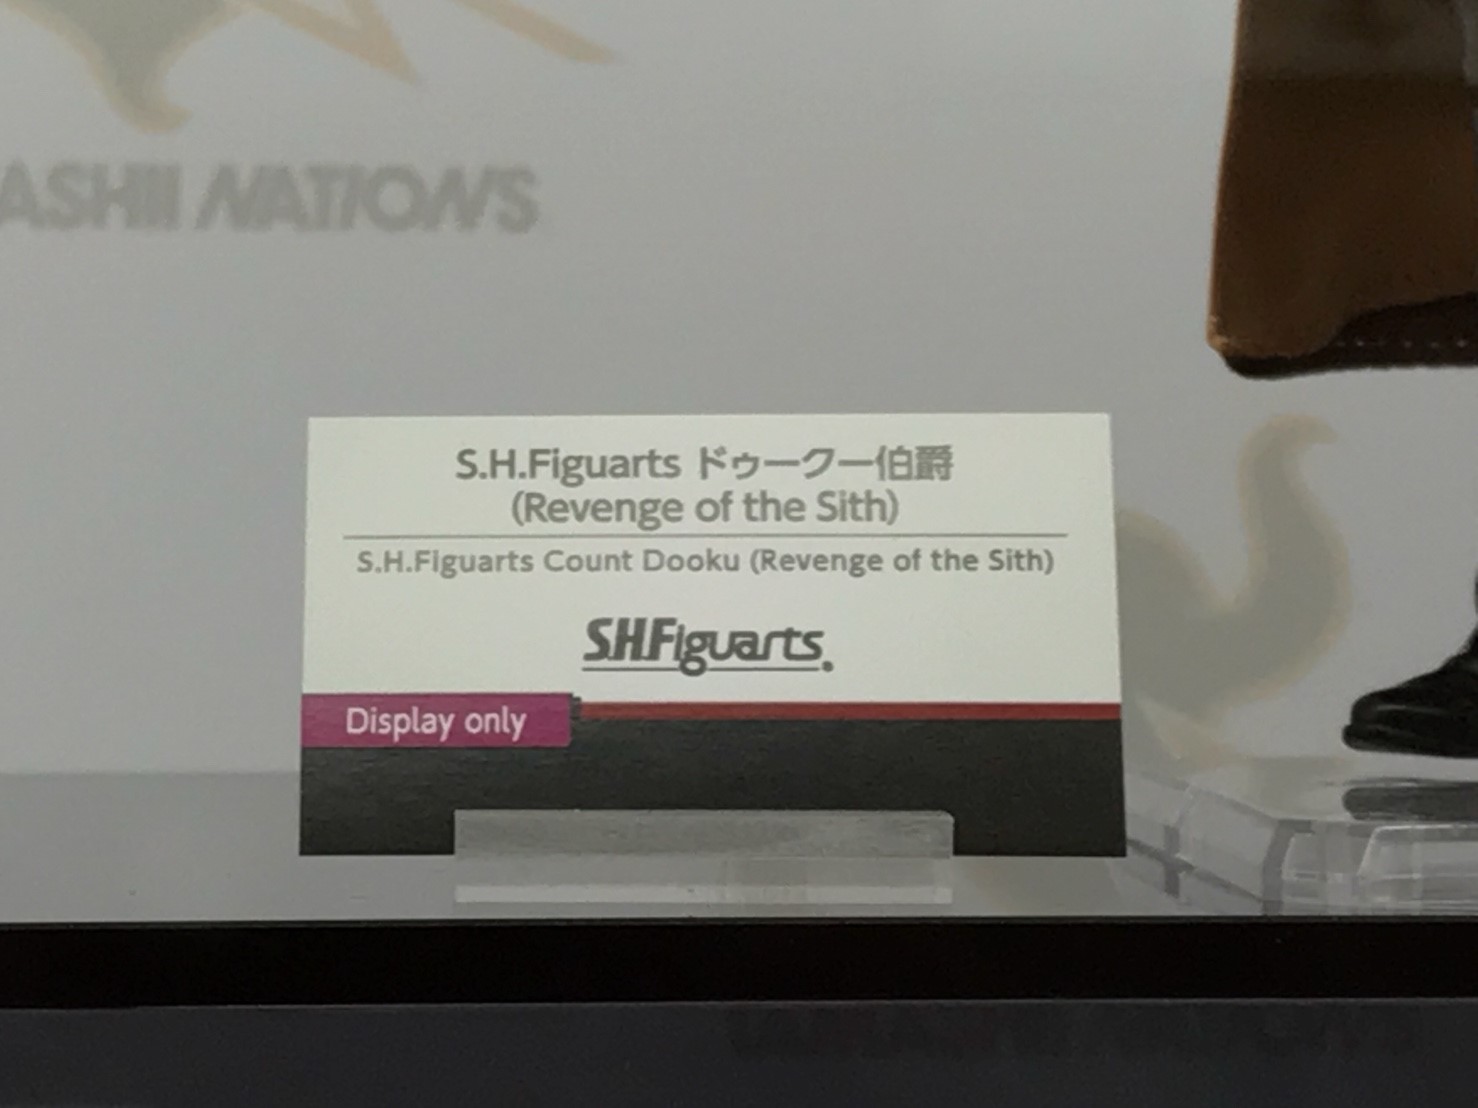 ASHII NATIONS
S.H.Figuarts ドゥークー伯爵
(Revenge of the Sith)
S.H.Figuarts Count Dooku (Revenge of the Sith)
S.H.Figuarts
Display only